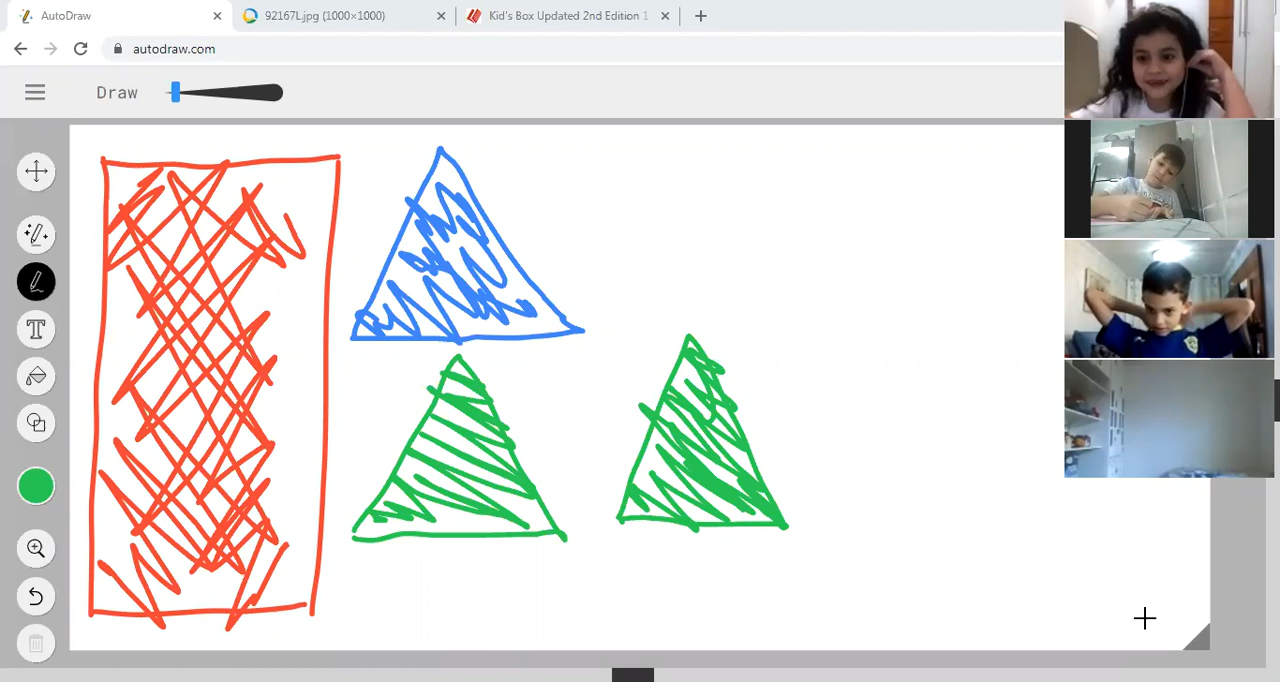 AutoDraw
92167L.jpg (1000×1000)
Kid's Box Updated 2nd Edition 1
autodraw.com
Draw
T